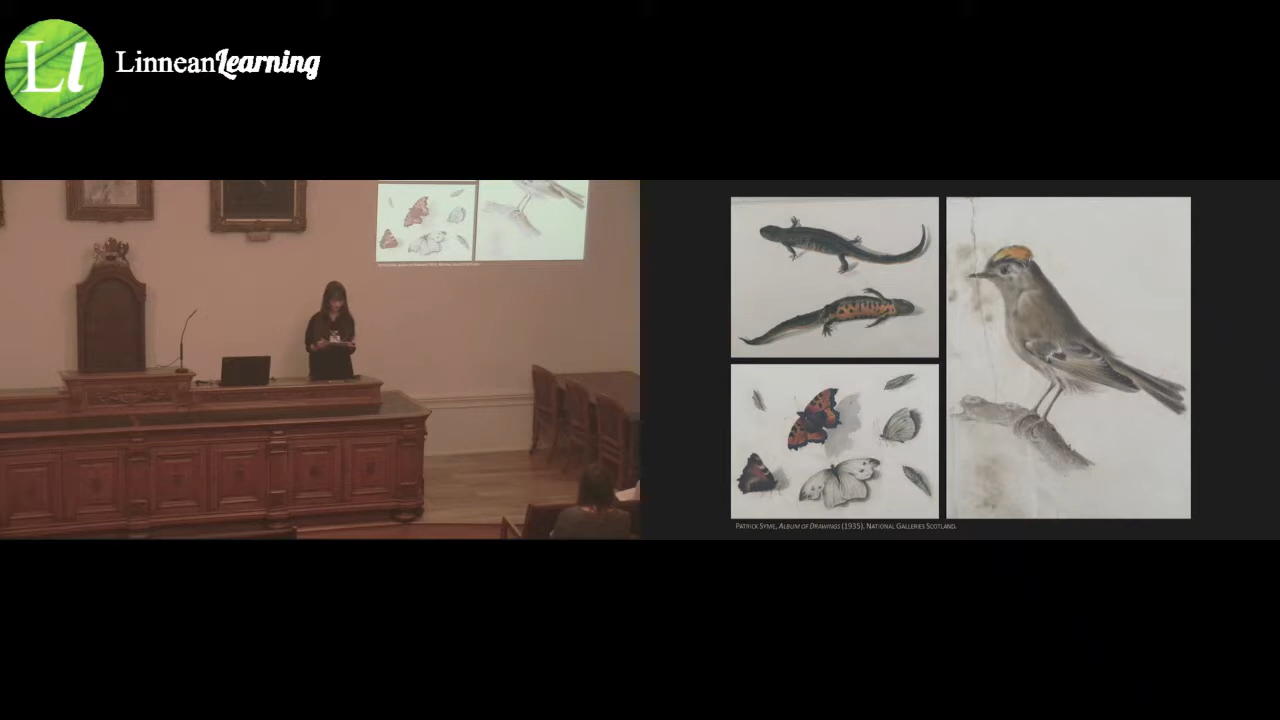 Ll LinneanLearning
PATRICK SYME, ALBUM OF DRAWINGS (1935). NATIONAL GALLERIES SCOTLAND.